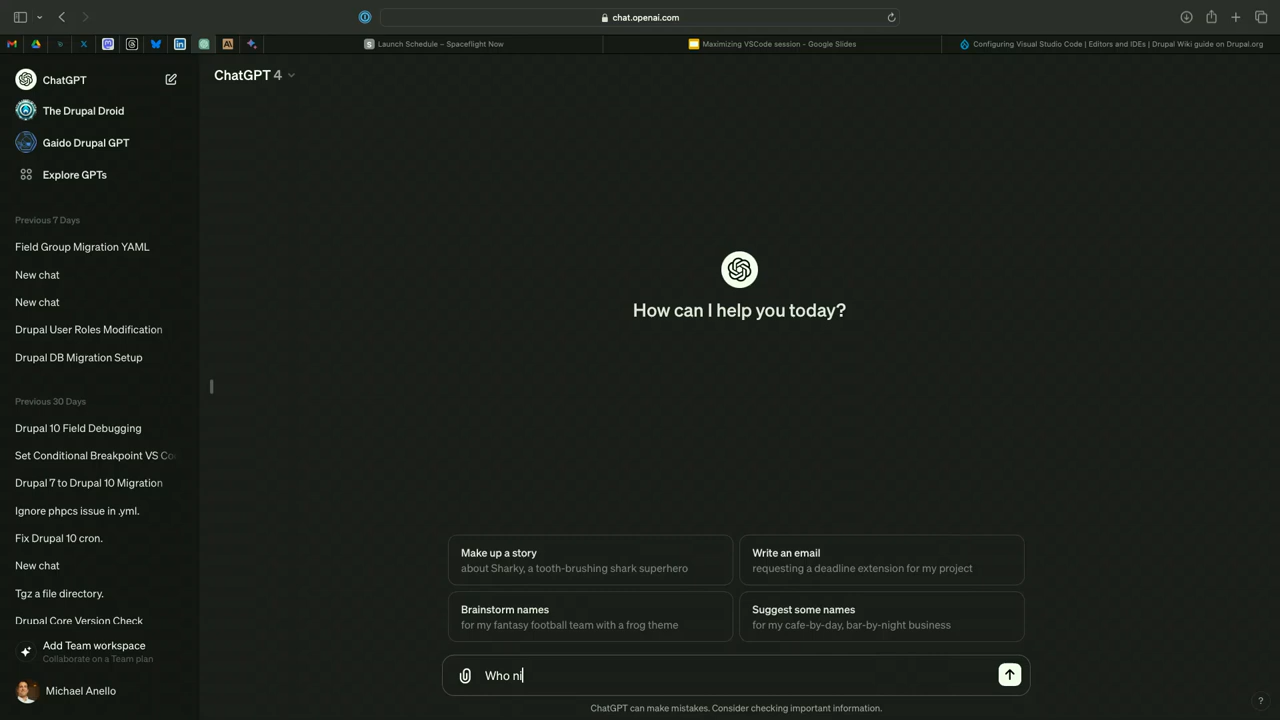 chat.openai.com
Launch Schedule – Spaceflight Now
Maximizing VSCode session - Google Slides
Configuring Visual Studio Code | Editors and IDEs | Drupal Wiki guide on Drupal.org
ChatGPT
ChatGPT 4
The Drupal Droid
Gaido Drupal GPT
Explore GPTs
Previous 7 Days
Field Group Migration YAML
New chat
New chat
Drupal User Roles Modification
Drupal DB Migration Setup
Previous 30 Days
Drupal 10 Field Debugging
Set Conditional Breakpoint VS Co
Drupal 7 to Drupal 10 Migration
Ignore phpcs issue in .yml.
Fix Drupal 10 cron.
New chat
Tgz a file directory.
Drupal Core Version Check
Add Team workspace
Collaborate on a Team plan
Michael Anello
How can I help you today?
Make up a story
about Sharky, a tooth-brushing shark superhero
Write an email
requesting a deadline extension for my project
Brainstorm names
for my fantasy football team with a frog theme
Suggest some names
for my cafe-by-day, bar-by-night business
Who ni
ChatGPT can make mistakes. Consider checking important information.
?